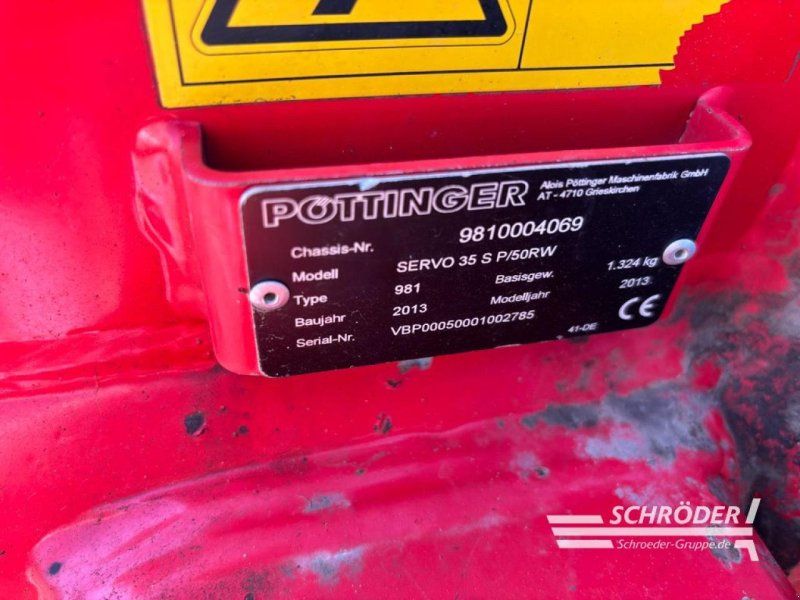 PÖTTINGER
Alois Pöttinger Maschinenfabrik GmbH
AT - 4710 Grieskirchen
Chassis-Nr. 9810004069
Modell SERVO 35 S P/50RW
Type 981 Basisgew. 1.324 kg
Baujahr 2013 Modelljahr 2013
Serial-Nr. VBP00050001002785
CE
41-DE
SCHRÖDER
Schroeder-Gruppe.de